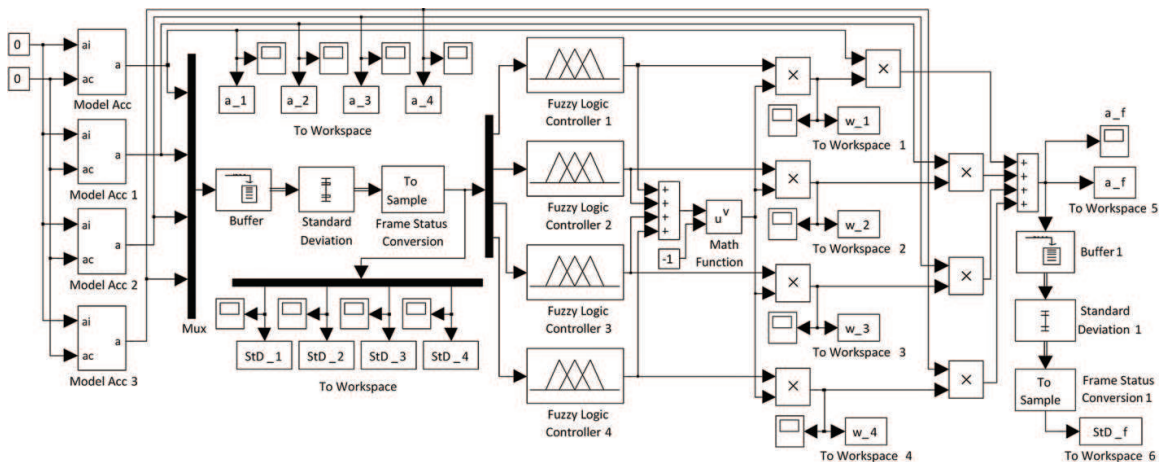 0
0
ai
a
ac
Model Acc
ai
a
ac
Model Acc 1
ai
a
ac
Model Acc 2
ai
a
ac
Model Acc 3
Mux
a_1
a_2
a_3
a_4
To Workspace
Buffer
Standard
Deviation
To
Sample
Frame Status
Conversion
StD_1
StD_2
StD_3
StD_4
To Workspace
Fuzzy Logic
Controller 1
Fuzzy Logic
Controller 2
Fuzzy Logic
Controller 3
Fuzzy Logic
Controller 4
+
+
+
+
-1
u^v
Math
Function
×
×
w_1
To Workspace 1
×
×
w_2
To Workspace 2
×
×
w_3
To Workspace 3
×
×
w_4
To Workspace 4
+
+
+
+
a_f
a_f
To Workspace 5
Buffer 1
Standard
Deviation 1
To
Sample
Frame Status
Conversion 1
StD_f
To Workspace 6